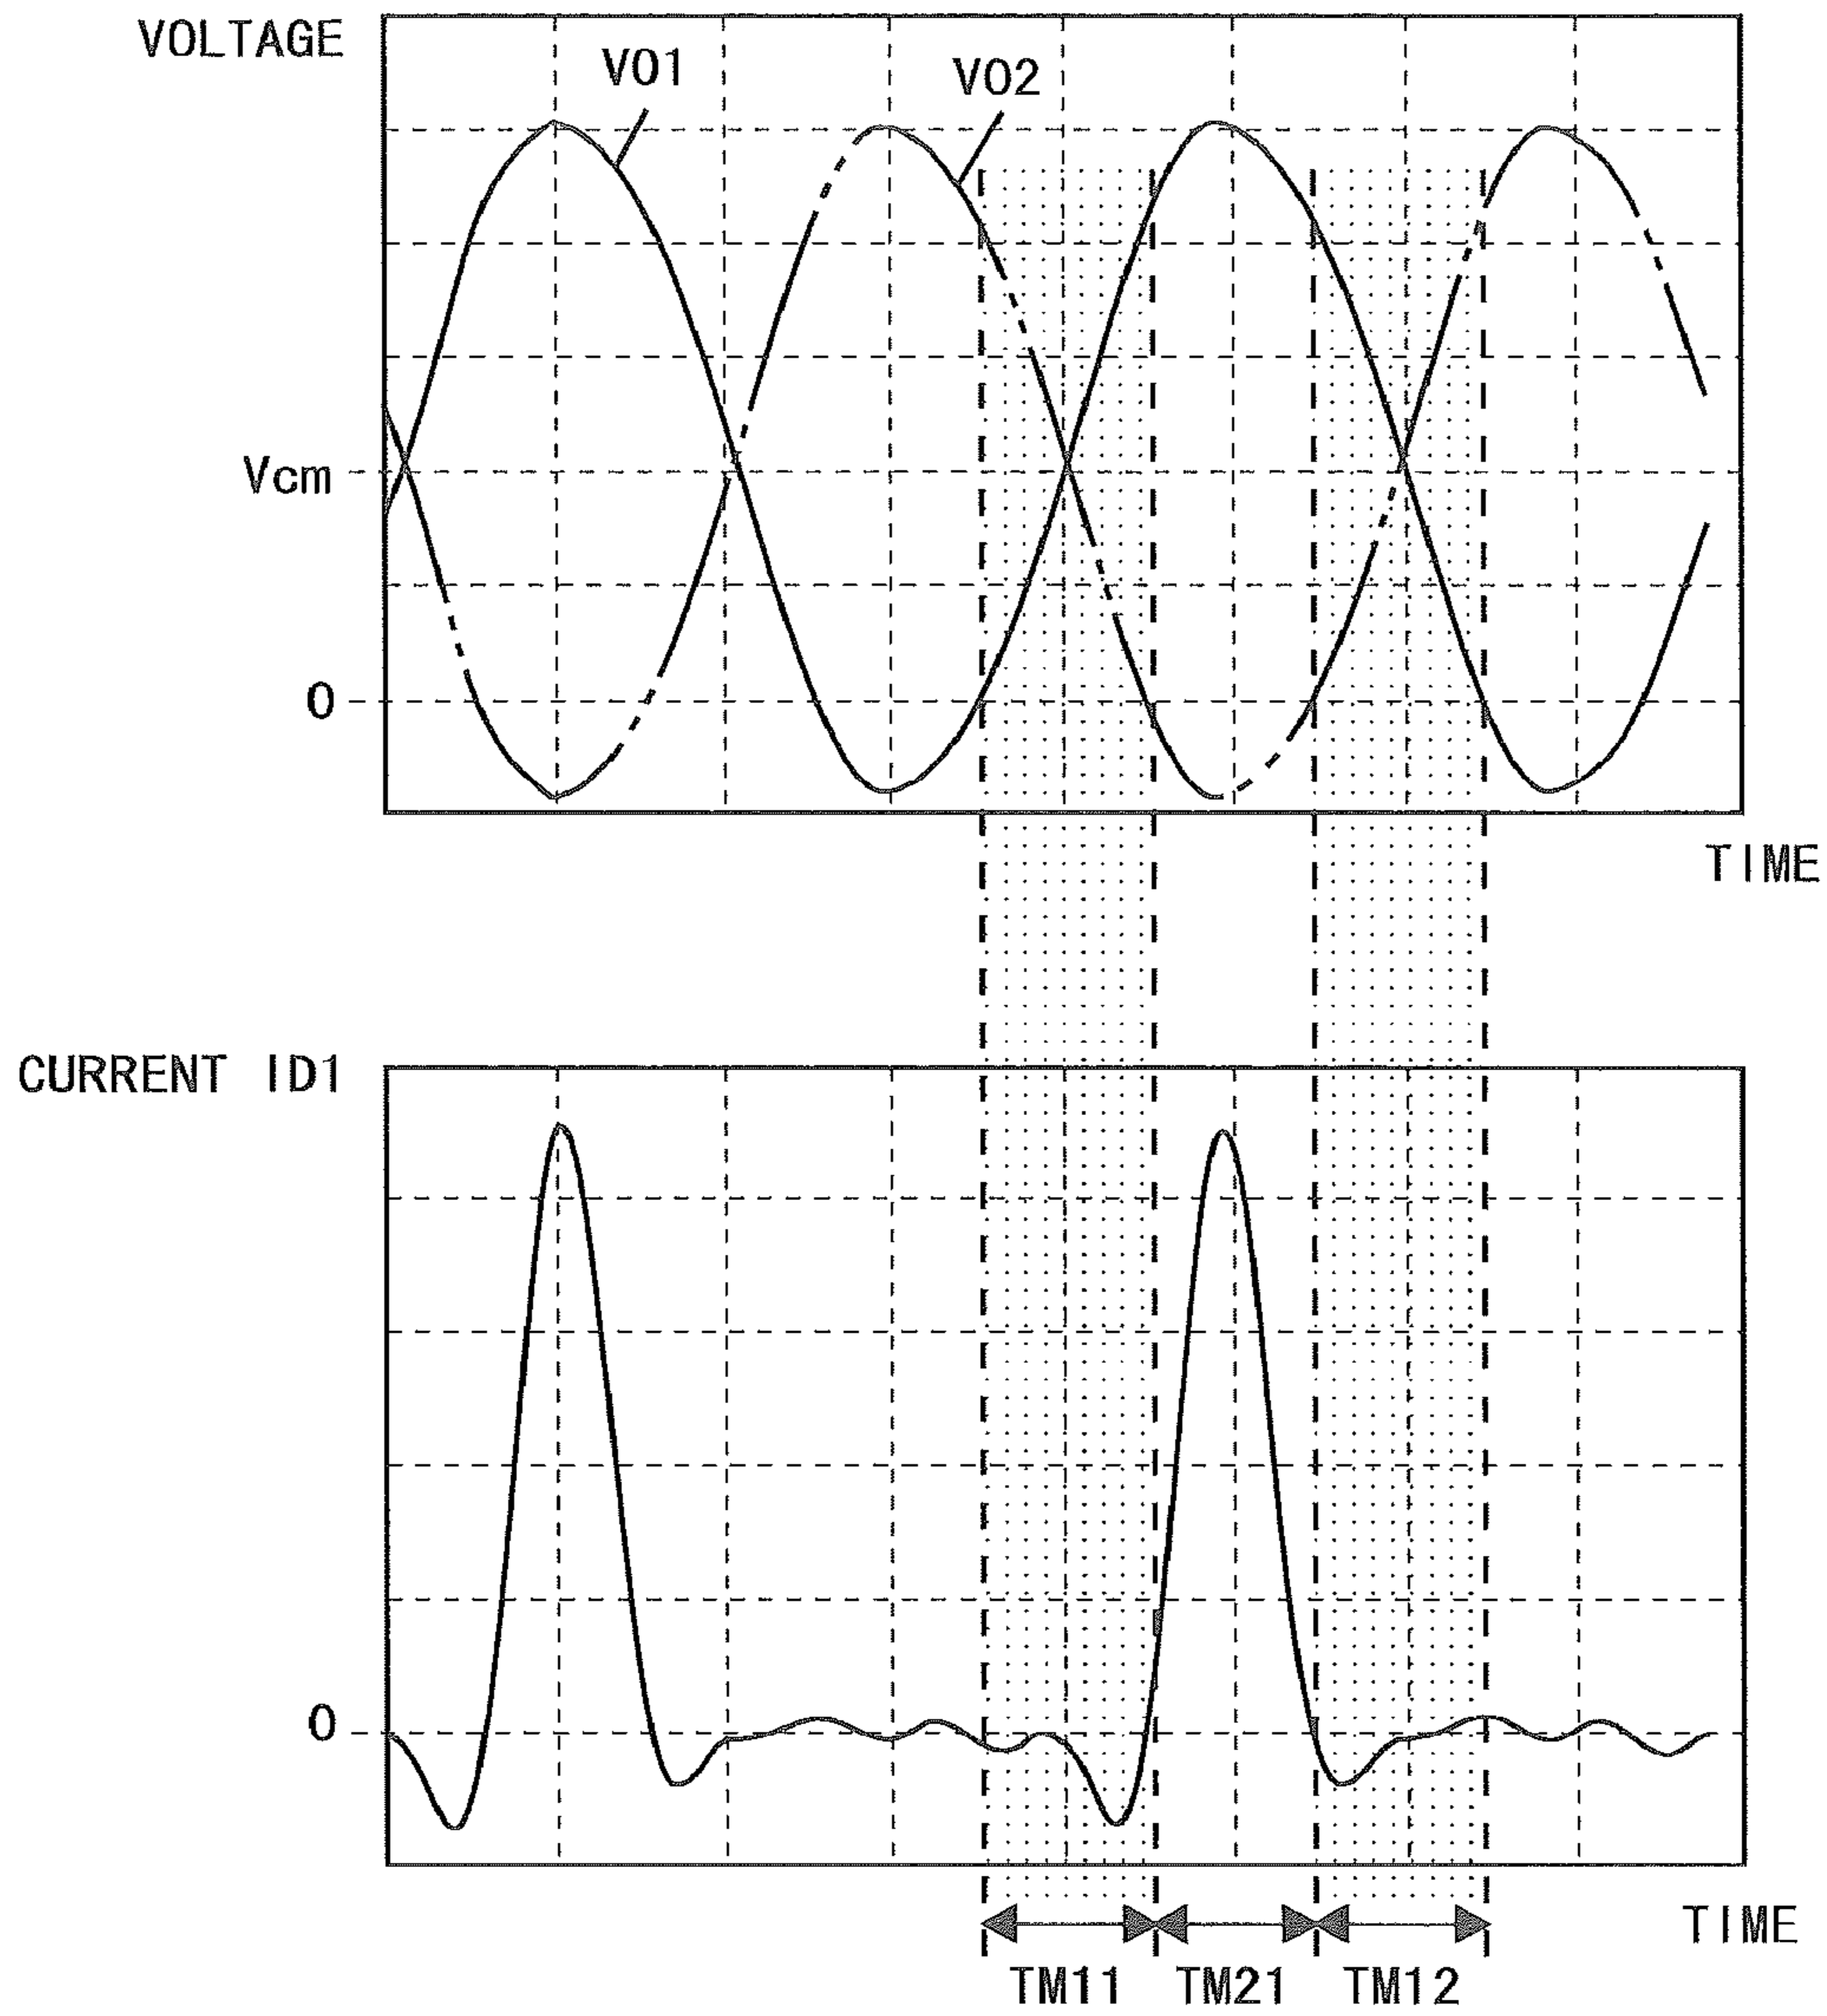 VOLTAGE
VO1
VO2
Vcm
0
TIME
CURRENT ID1
0
TIME
TM11 TM21 TM12